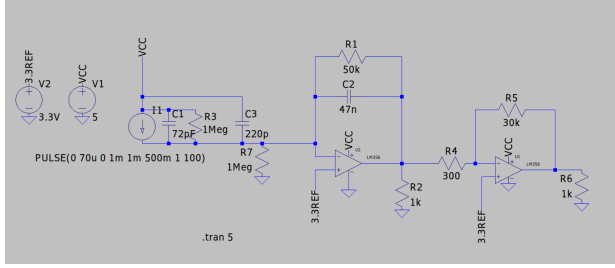 3.3REF
V2
3.3V
VCC
V1
5
VCC
I1
C1
72pF
R3
1Meg
C3
220p
PULSE(0 70u 0 1m 1m 500m 1 100)
R7
1Meg
R1
50k
C2
47n
VCC
U2
LM358
3.3REF
R2
1k
R4
300
R5
30k
VCC
U1
LM358
3.3REF
R6
1k
.tran 5